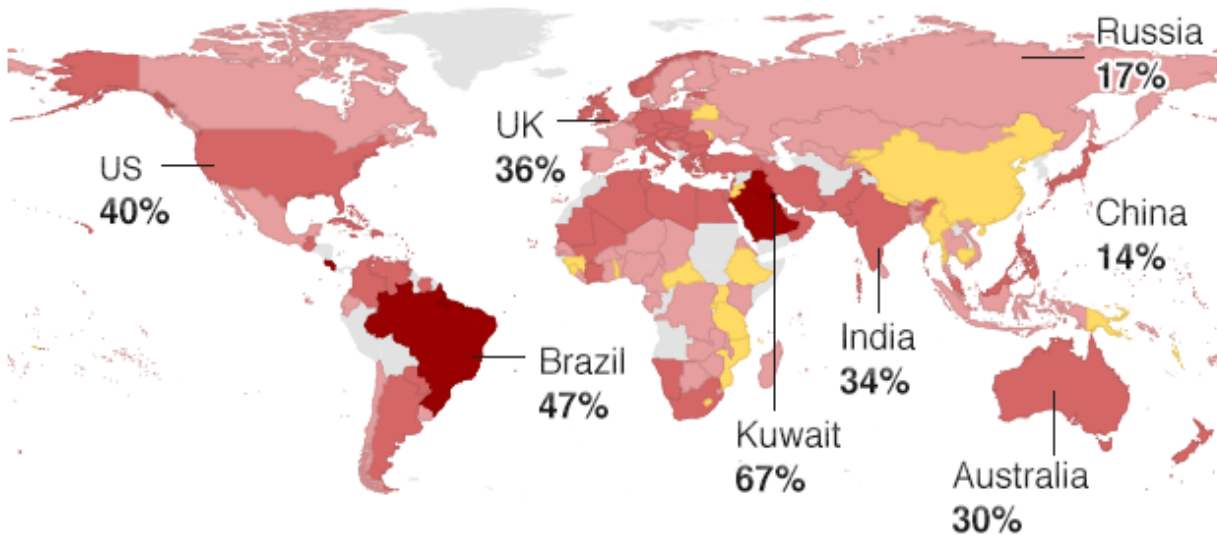 Russia
17%
UK
36%
US
40%
China
14%
India
34%
Brazil
47%
Kuwait
67%
Australia
30%